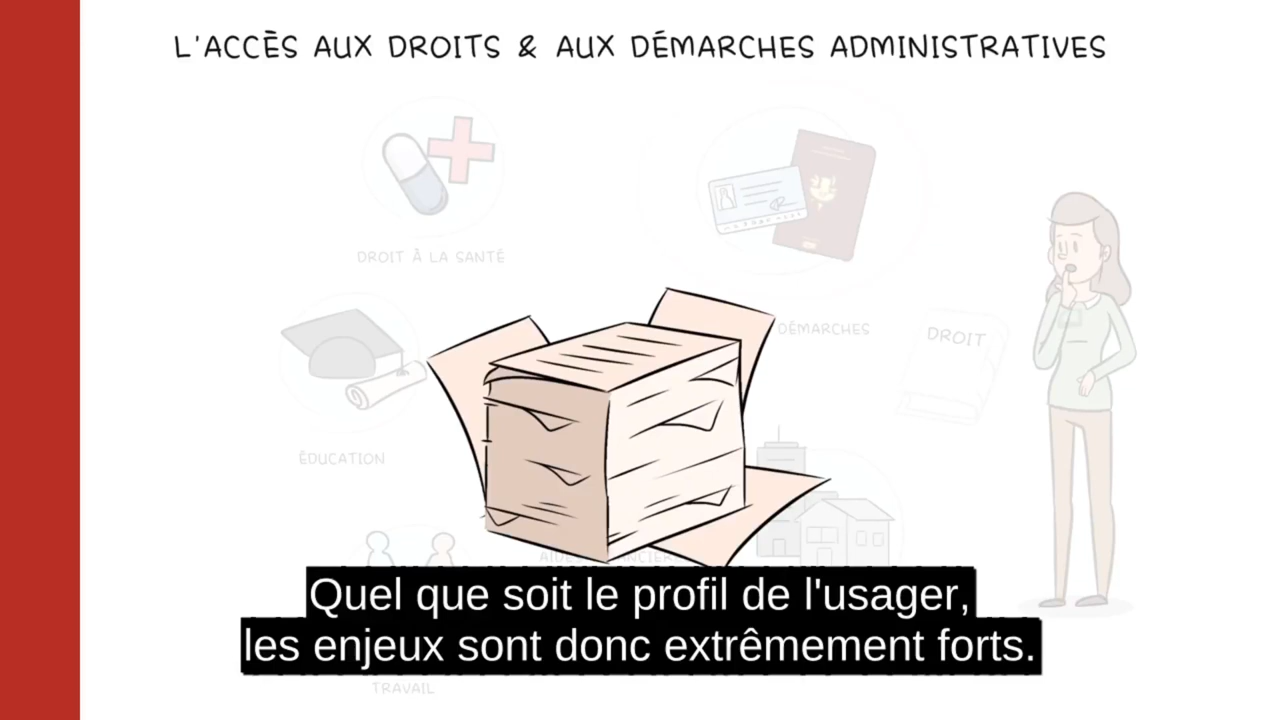 L'ACCÈS AUX DROITS & AUX DÉMARCHES ADMINISTRATIVES
DROIT À LA SANTÉ
DÉMARCHES
DROIT
ÉDUCATION
Quel que soit le profil de l'usager,
les enjeux sont donc extrêmement forts.
TRAVAIL